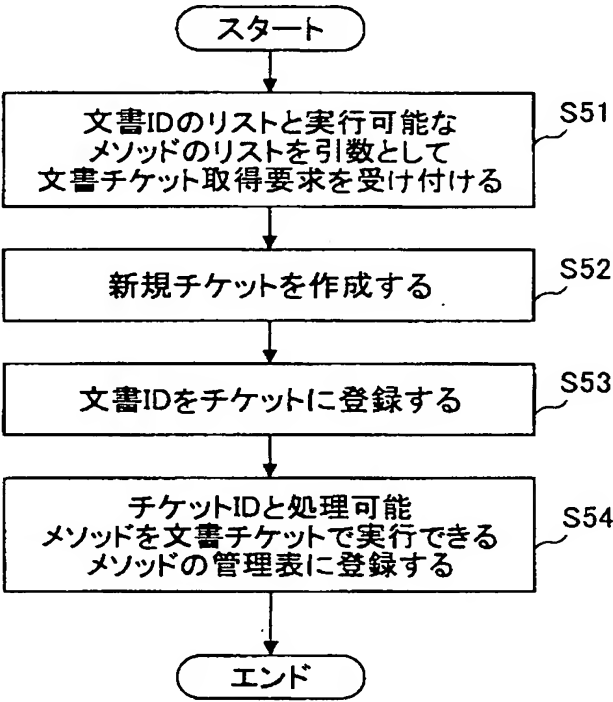 スタート
文書IDのリストと実行可能な
メソッドのリストを引数として
文書チケット取得要求を受け付ける
S51
新規チケットを作成する
S52
文書IDをチケットに登録する
S53
チケットIDと処理可能
メソッドを文書チケットで実行できる
メソッドの管理表に登録する
S54
エンド